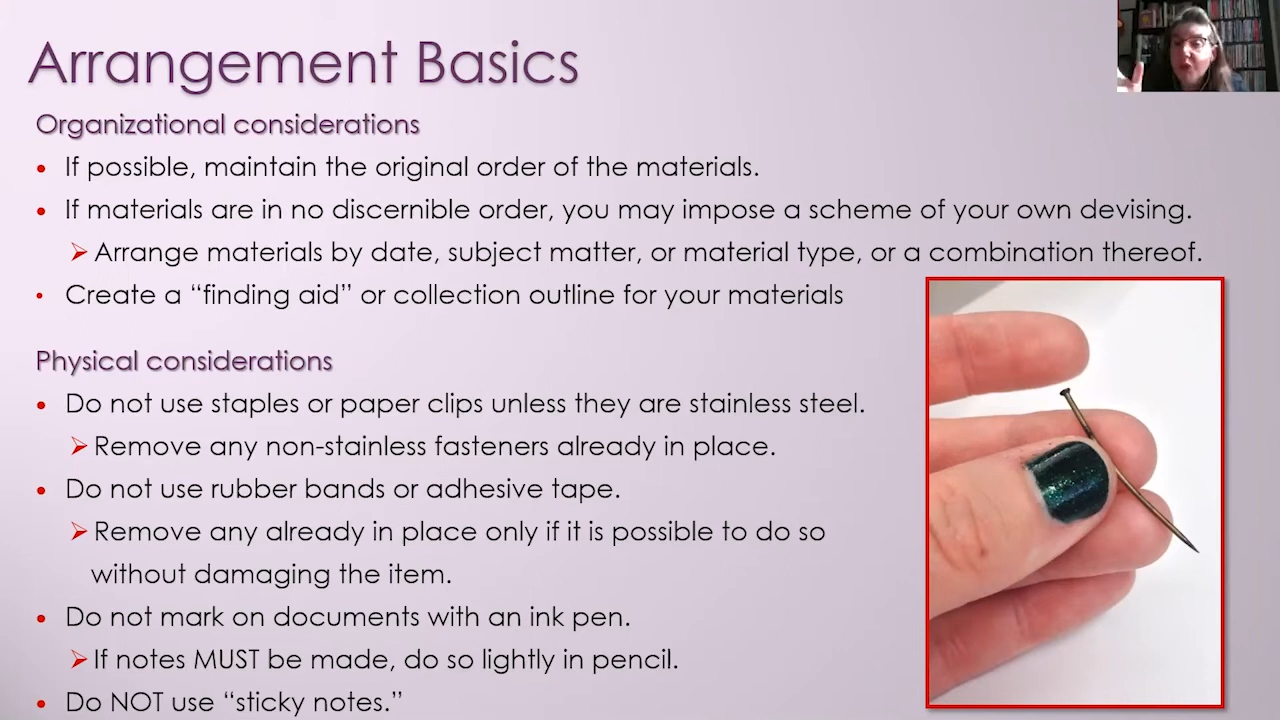 Arrangement Basics
Organizational considerations
• If possible, maintain the original order of the materials.
• If materials are in no discernible order, you may impose a scheme of your own devising.
➢ Arrange materials by date, subject matter, or material type, or a combination thereof.
• Create a “finding aid” or collection outline for your materials
Physical considerations
• Do not use staples or paper clips unless they are stainless steel.
➢ Remove any non-stainless fasteners already in place.
• Do not use rubber bands or adhesive tape.
➢ Remove any already in place only if it is possible to do so
without damaging the item.
• Do not mark on documents with an ink pen.
➢ If notes MUST be made, do so lightly in pencil.
• Do NOT use “sticky notes.”